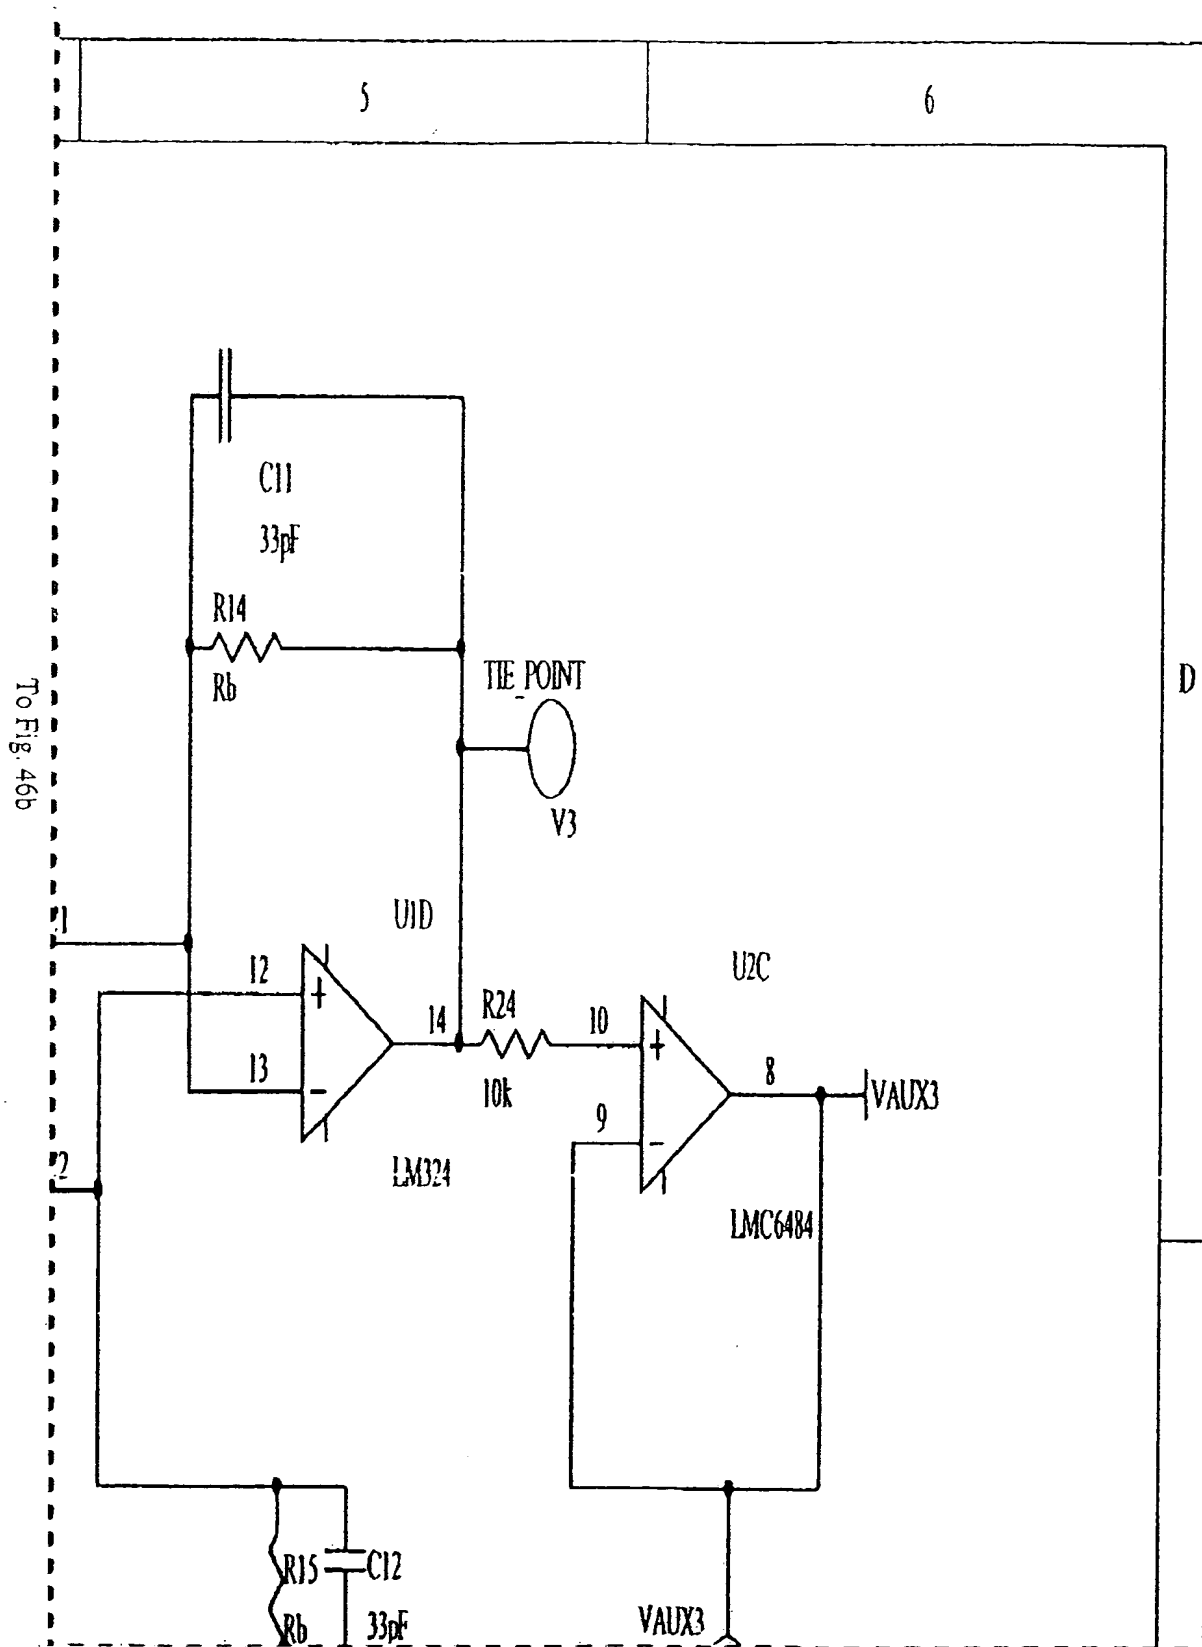 5
6
C11
33pF
R14
Rb
TIE_POINT
V3
D
To Fig. 46b
1
U1D
12
13
14
R24
10k
LM324
U2C
10
9
8
VAUX3
LMC6484
2
R15
Rb
C12
33pF
VAUX3